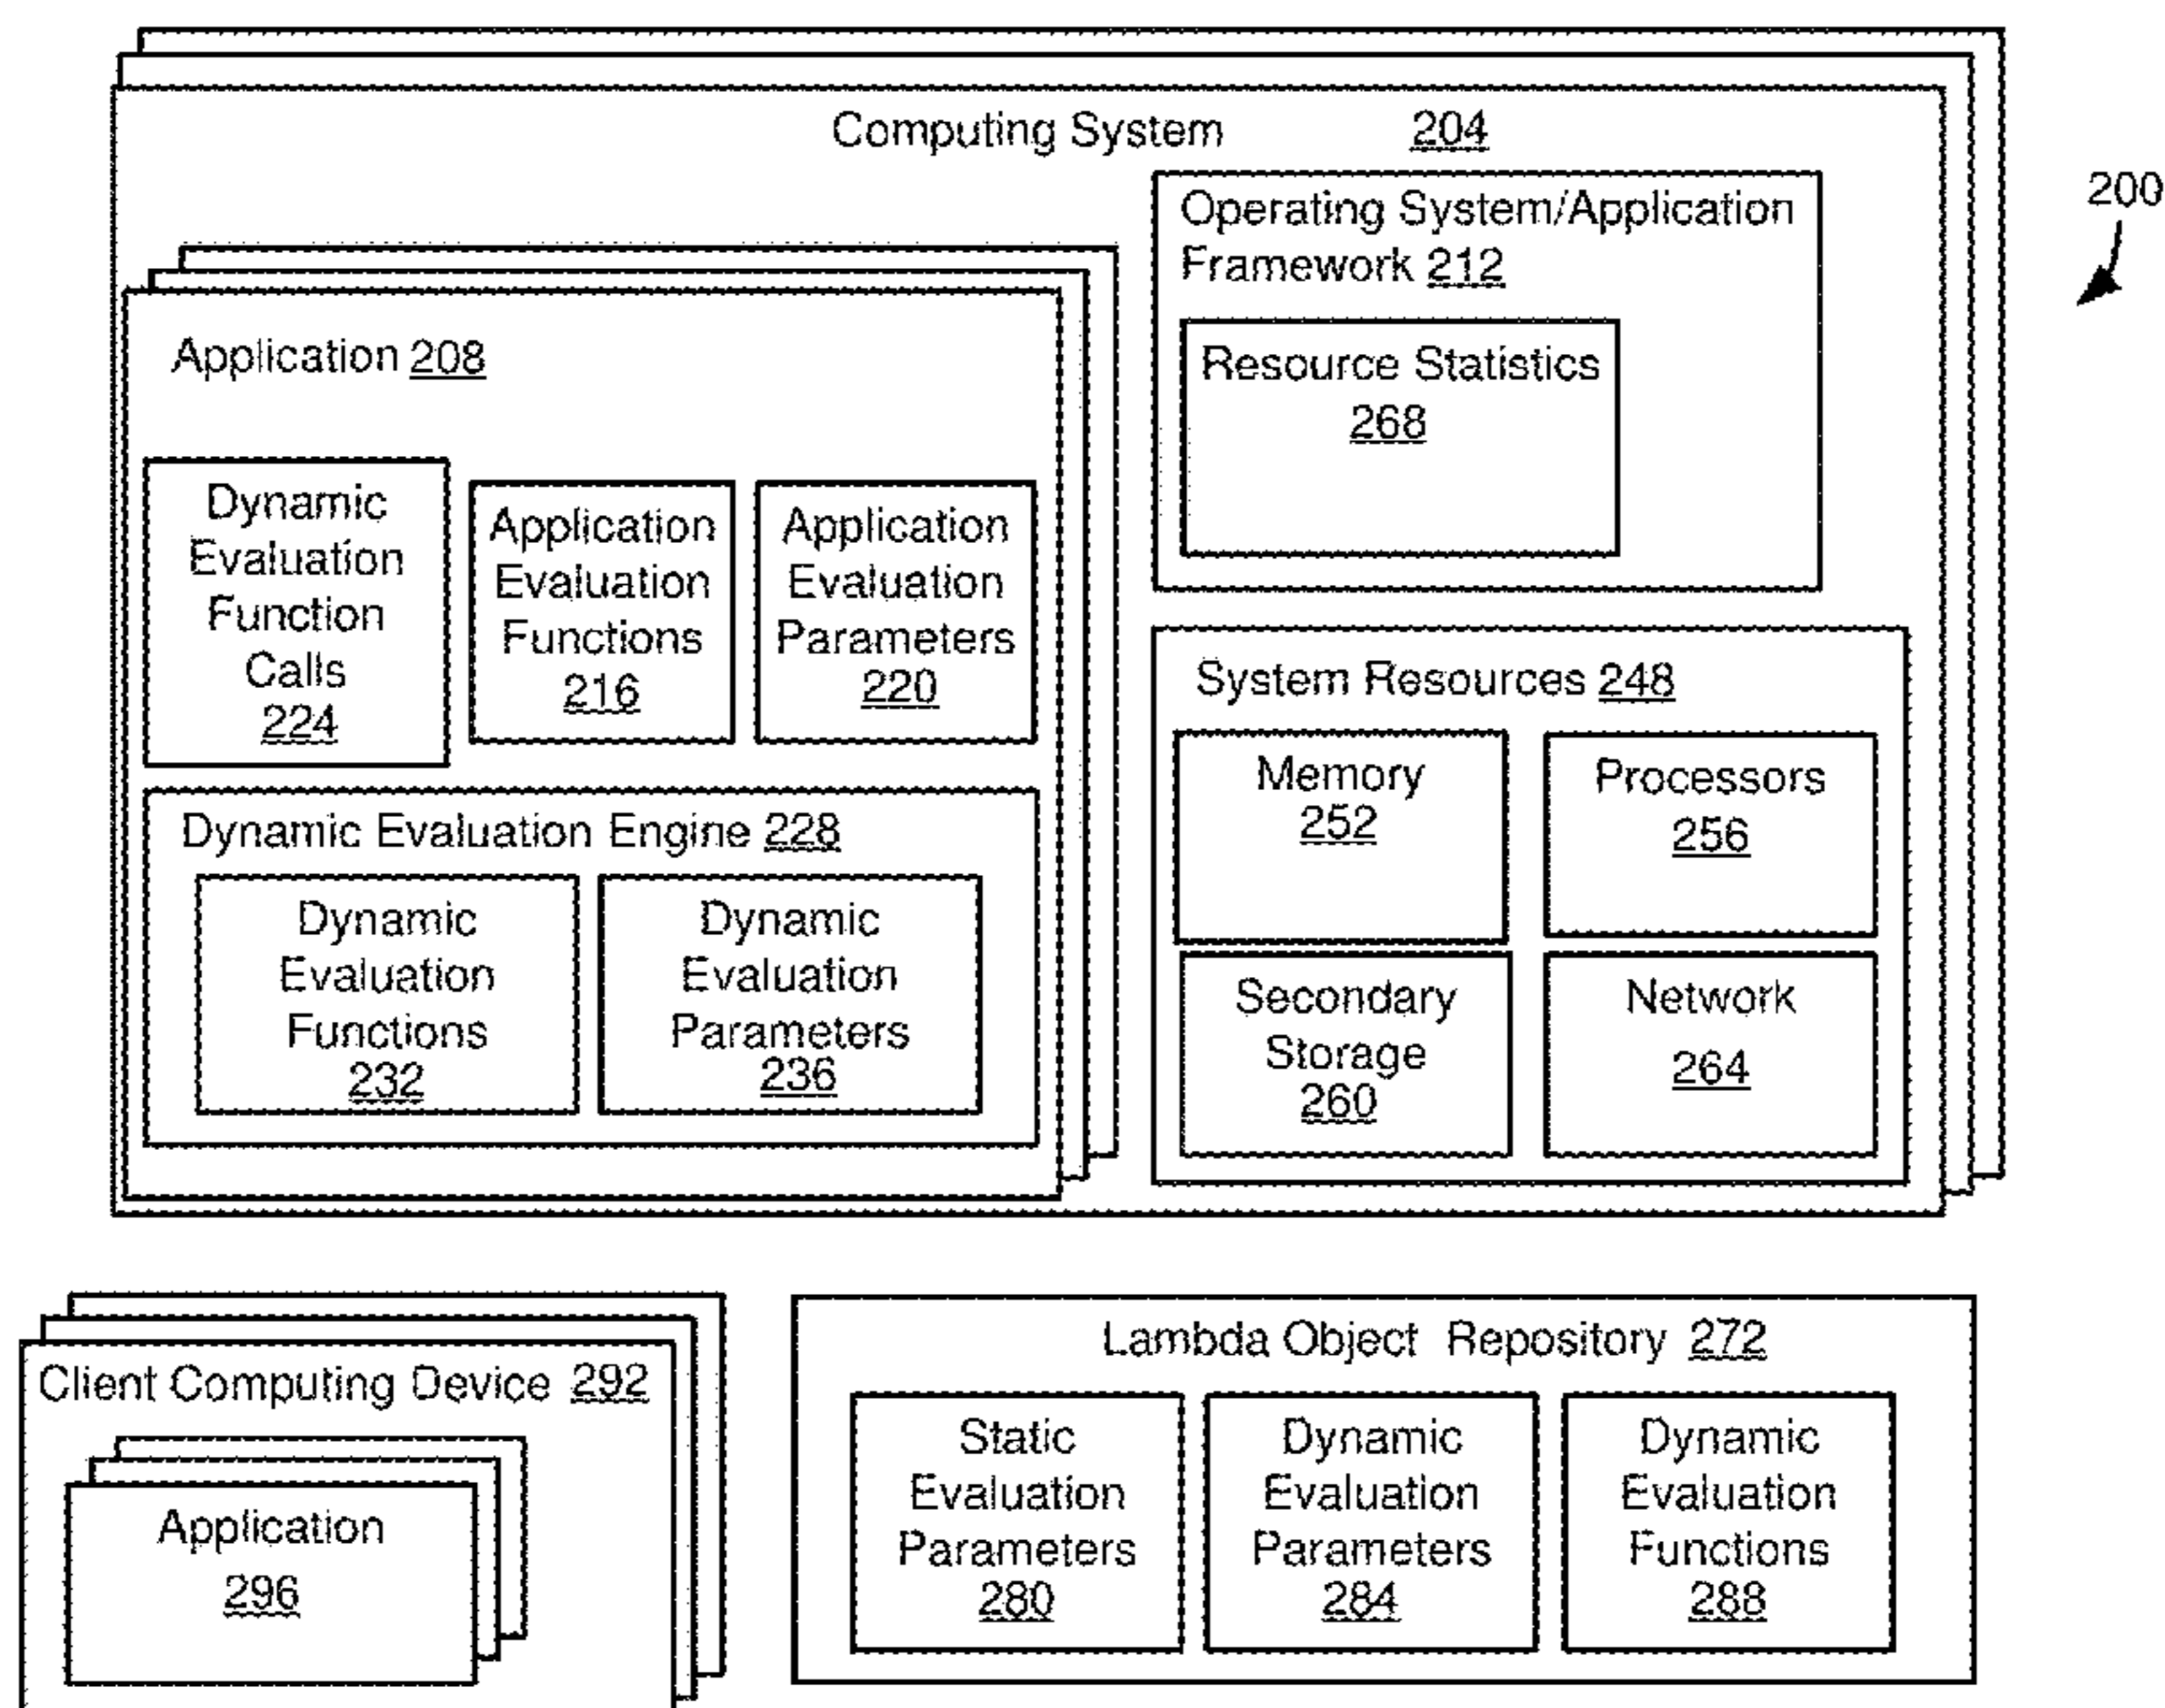 Computing System 204
200
Operating System/Application
Framework 212
Resource Statistics
268
Application 208
Dynamic
Evaluation
Function
Calls
224
Application
Evaluation
Functions
216
Application
Evaluation
Parameters
220
Dynamic Evaluation Engine 228
Dynamic
Evaluation
Functions
232
Dynamic
Evaluation
Parameters
236
System Resources 248
Memory
252
Processors
256
Secondary
Storage
260
Network
264
Client Computing Device 292
Application
296
Lambda Object Repository 272
Static
Evaluation
Parameters
280
Dynamic
Evaluation
Parameters
284
Dynamic
Evaluation
Functions
288